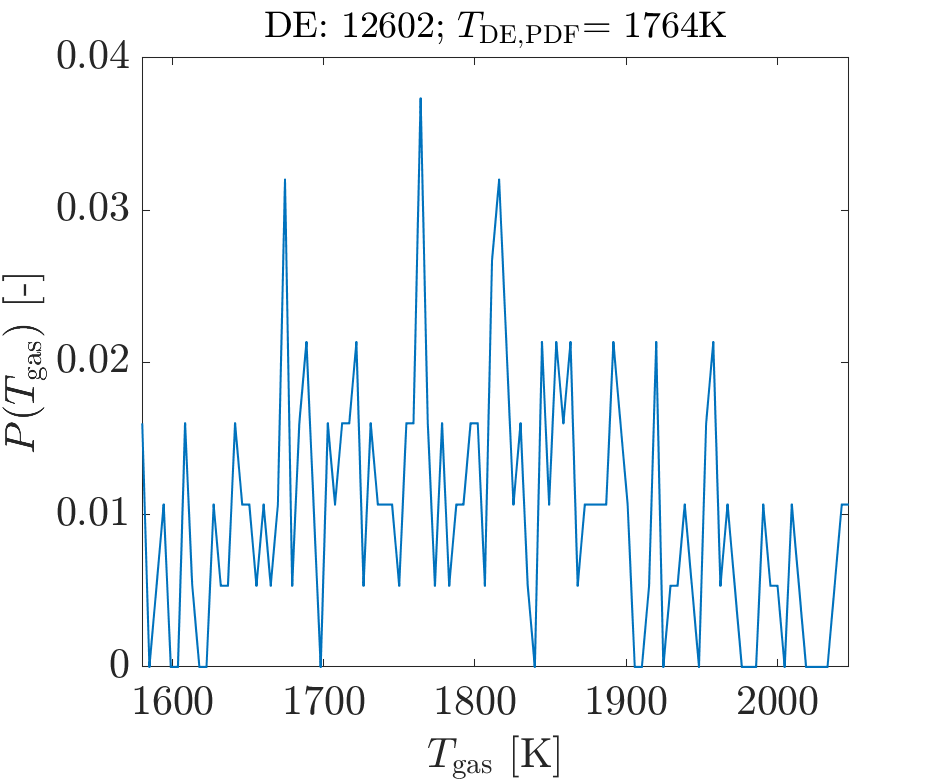 DE: 12602; T_DE,PDF= 1764K
0.04
0.03
0.02
0.01
0
P(T_gas) [-]
1600 1700 1800 1900 2000
T_gas [K]